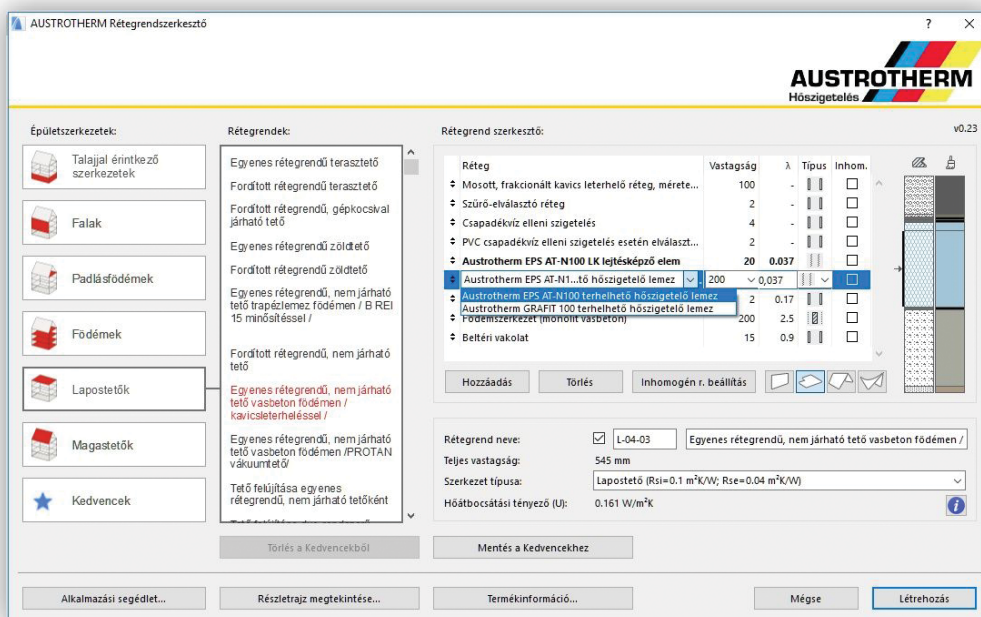 AUSTROTHERM Rétegrendszerkesztő
? ×
AUSTROTHERM
Hőszigetelés
Épületszerkezetek:
Rétegrendek:
Rétegrend szerkesztő:
v0.23
Talajjal érintkező
szerkezetek
Falak
Padlásfödémek
Födémek
Lapostetők
Magastetők
Kedvencek
Egyenes rétegrendű terasztető
Fordított rétegrendű terasztető
Fordított rétegrendű, gépkocsival
járható tető
Egyenes rétegrendű zöldtető
Fordított rétegrendű zöldtető
Egyenes rétegrendű, nem járható
tető trapézlemez födémen / B REI
15 minősítéssel /
Fordított rétegrendű, nem járható
tető
Egyenes rétegrendű, nem járható
tető vasbeton födémen /
kavicsleterheléssel /
Egyenes rétegrendű, nem járható
tető vasbeton födémen /PROTAN
vákuumtető/
Tető felújítása egyenes
rétegrendű, nem járható tetőként
Réteg Vastagság λ Típus Inhom.
Mosott, frakcionált kavics leterhelő réteg, mérete... 100 -
Szűrő-elválasztó réteg 2 -
Csapadékvíz elleni szigetelés 4 -
PVC csapadékvíz elleni szigetelés esetén elválaszt... 2 -
Austrotherm EPS AT-N100 LK lejtésképző elem 20 0.037
Austrotherm EPS AT-N1...tő hőszigetelő lemez 200 0,037
Austrotherm EPS AT-N100 terhelhető hőszigetelő lemez 2 0.17
Austrotherm GRAFIT 100 terhelhető hőszigetelő lemez
Födémszerkezet (monolit vasbeton) 200 2.5
Beltéri vakolat 15 0.9
Hozzáadás Törlés Inhomogén r. beállítás
Rétegrend neve: L-04-03 Egyenes rétegrendű, nem járható tető vasbeton födémen /
Teljes vastagság: 545 mm
Szerkezet típusa: Lapostető (Rsi=0.1 m²K/W; Rse=0.04 m²K/W)
Hőátbocsátási tényező (U): 0.161 W/m²K
Törlés a Kedvencekből
Mentés a Kedvencekhez
Alkalmazási segédlet...
Részletrajz megtekintése...
Termékinformáció...
Mégse
Létrehozás